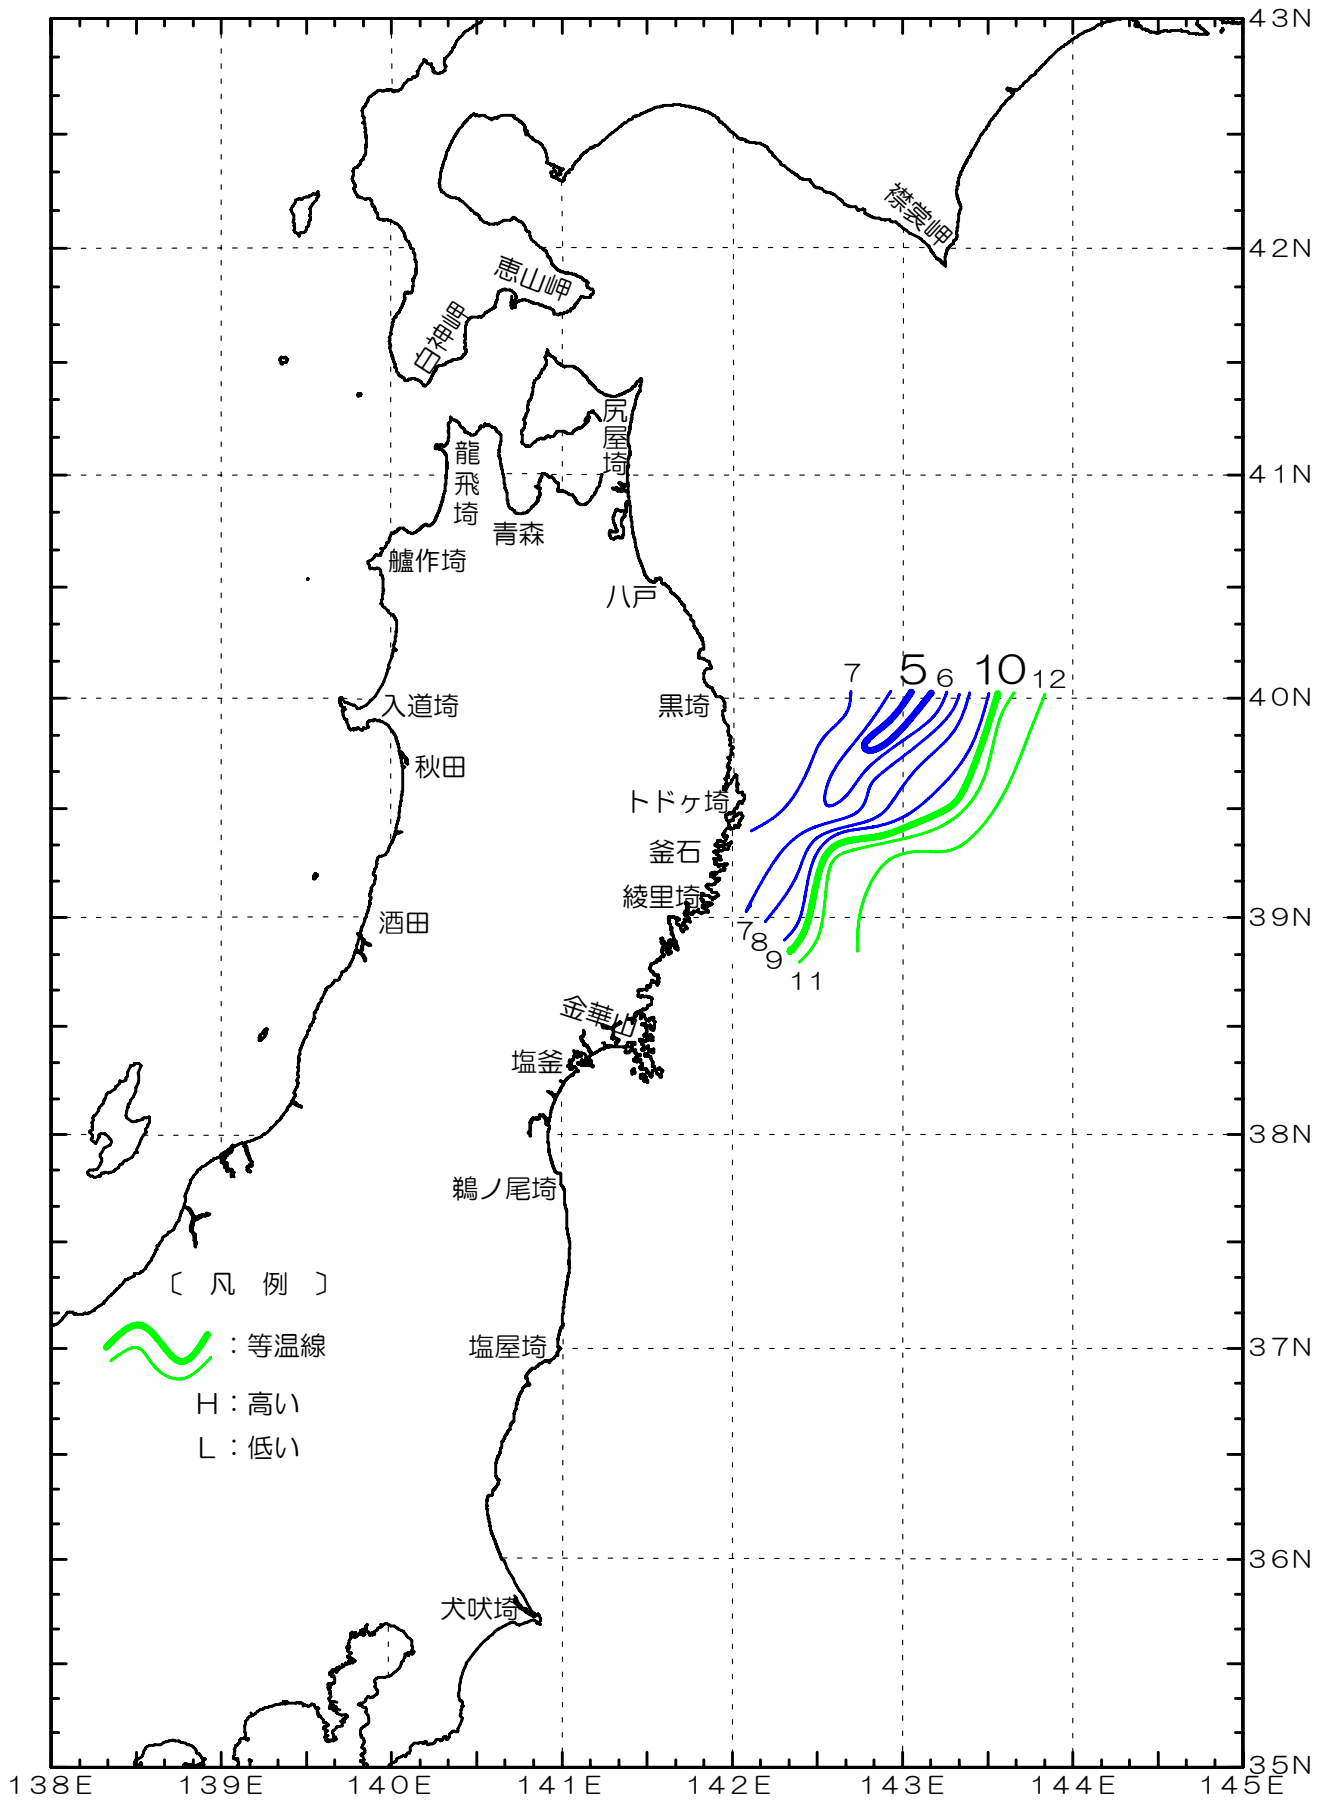 43N
襟裳岬
42N
恵山岬
白神岬
尻屋埼
龍飛埼
41N
青森
艫作埼
八戸
7 5 6 10 12
40N
入道埼
黒埼
秋田
トドヶ埼
釜石
綾里埼
39N
酒田
7
8
9
11
金華山
塩釜
38N
鵜ノ尾埼
〔 凡 例 〕
：等温線
塩屋埼
37N
H：高い
L：低い
36N
犬吠埼
35N
138E 139E 140E 141E 142E 143E 144E 145E